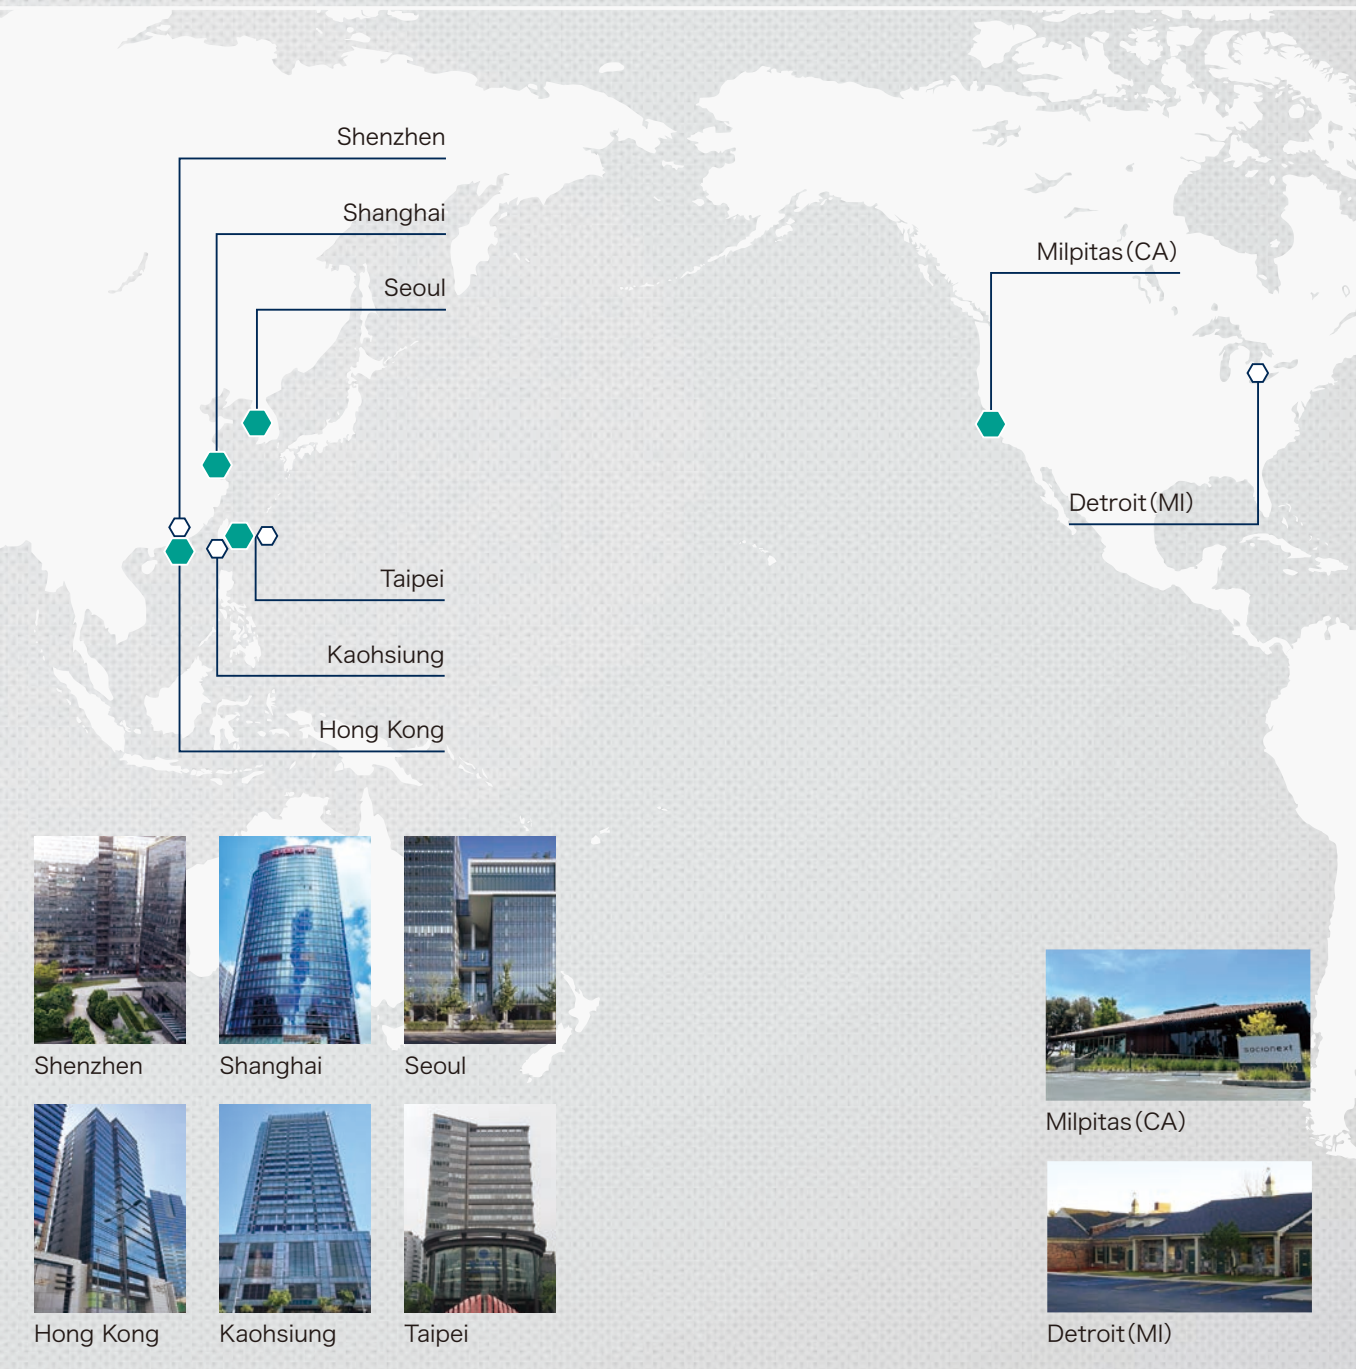 Shenzhen
Shanghai
Seoul
Milpitas(CA)
Detroit(MI)
Taipei
Kaohsiung
Hong Kong
Shenzhen
Shanghai
Seoul
socionext
Milpitas(CA)
Hong Kong
Kaohsiung
Taipei
Detroit(MI)